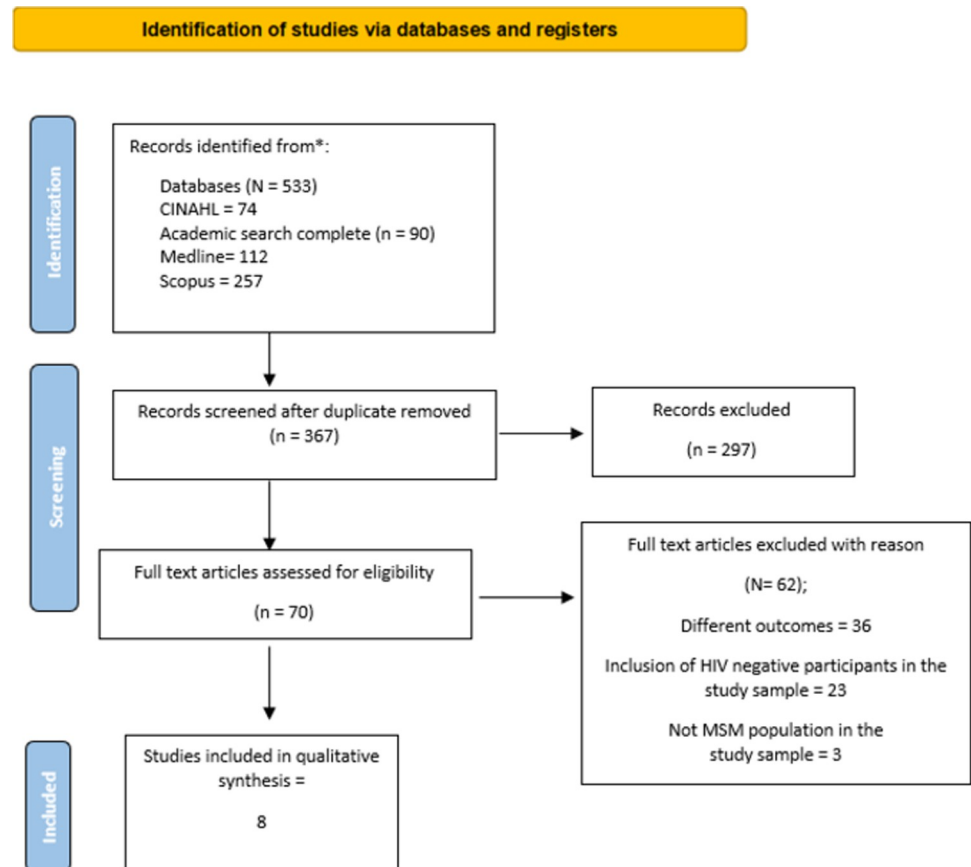 Identification of studies via databases and registers
Identification
Records identified from*:
Databases (N = 533)
CINAHL = 74
Academic search complete (n = 90)
Medline= 112
Scopus = 257
Screening
Records screened after duplicate removed
(n = 367)
Records excluded
(n = 297)
Full text articles assessed for eligibility
(n = 70)
Full text articles excluded with reason
(N= 62);
Different outcomes = 36
Inclusion of HIV negative participants in the
study sample = 23
Not MSM population in the
study sample = 3
Included
Studies included in qualitative
synthesis =
8